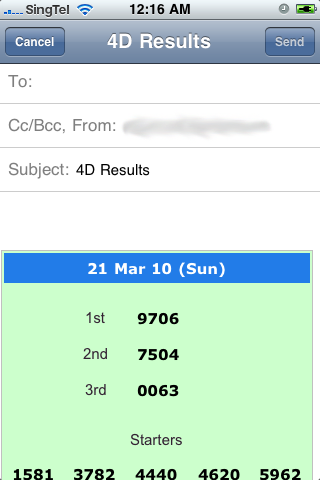 SingTel 12:16 AM
Cancel 4D Results Send
To:
Cc/Bcc, From:
Subject: 4D Results
21 Mar 10 (Sun)
1st 9706
2nd 7504
3rd 0063
Starters
1581 3782 4440 4620 5962